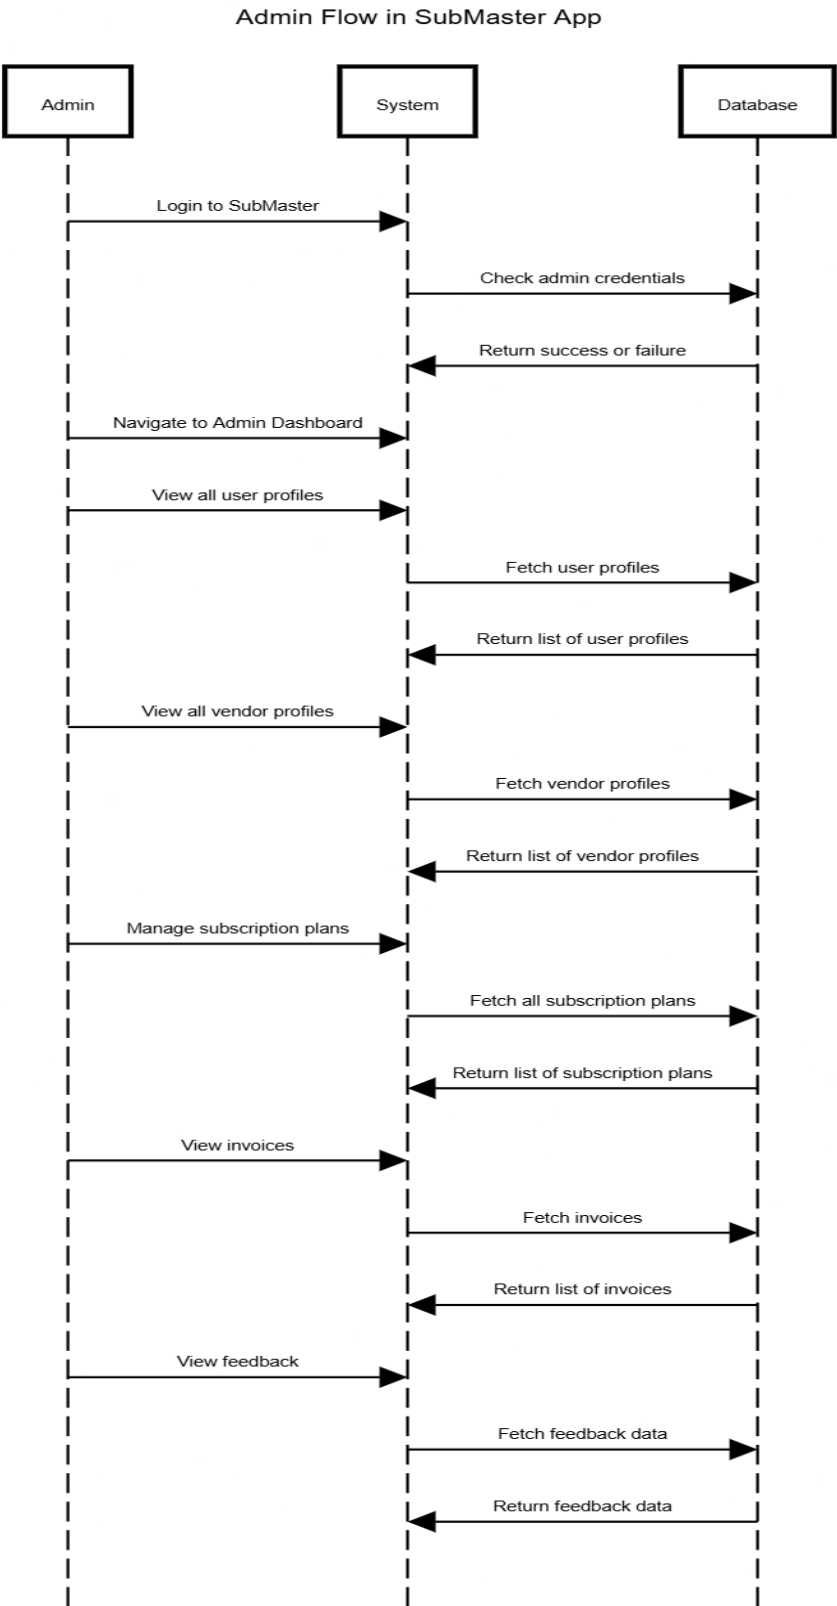 Admin Flow in SubMaster App
Admin
System
Database
Login to SubMaster
Check admin credentials
Return success or failure
Navigate to Admin Dashboard
View all user profiles
Fetch user profiles
Return list of user profiles
View all vendor profiles
Fetch vendor profiles
Return list of vendor profiles
Manage subscription plans
Fetch all subscription plans
Return list of subscription plans
View invoices
Fetch invoices
Return list of invoices
View feedback
Fetch feedback data
Return feedback data